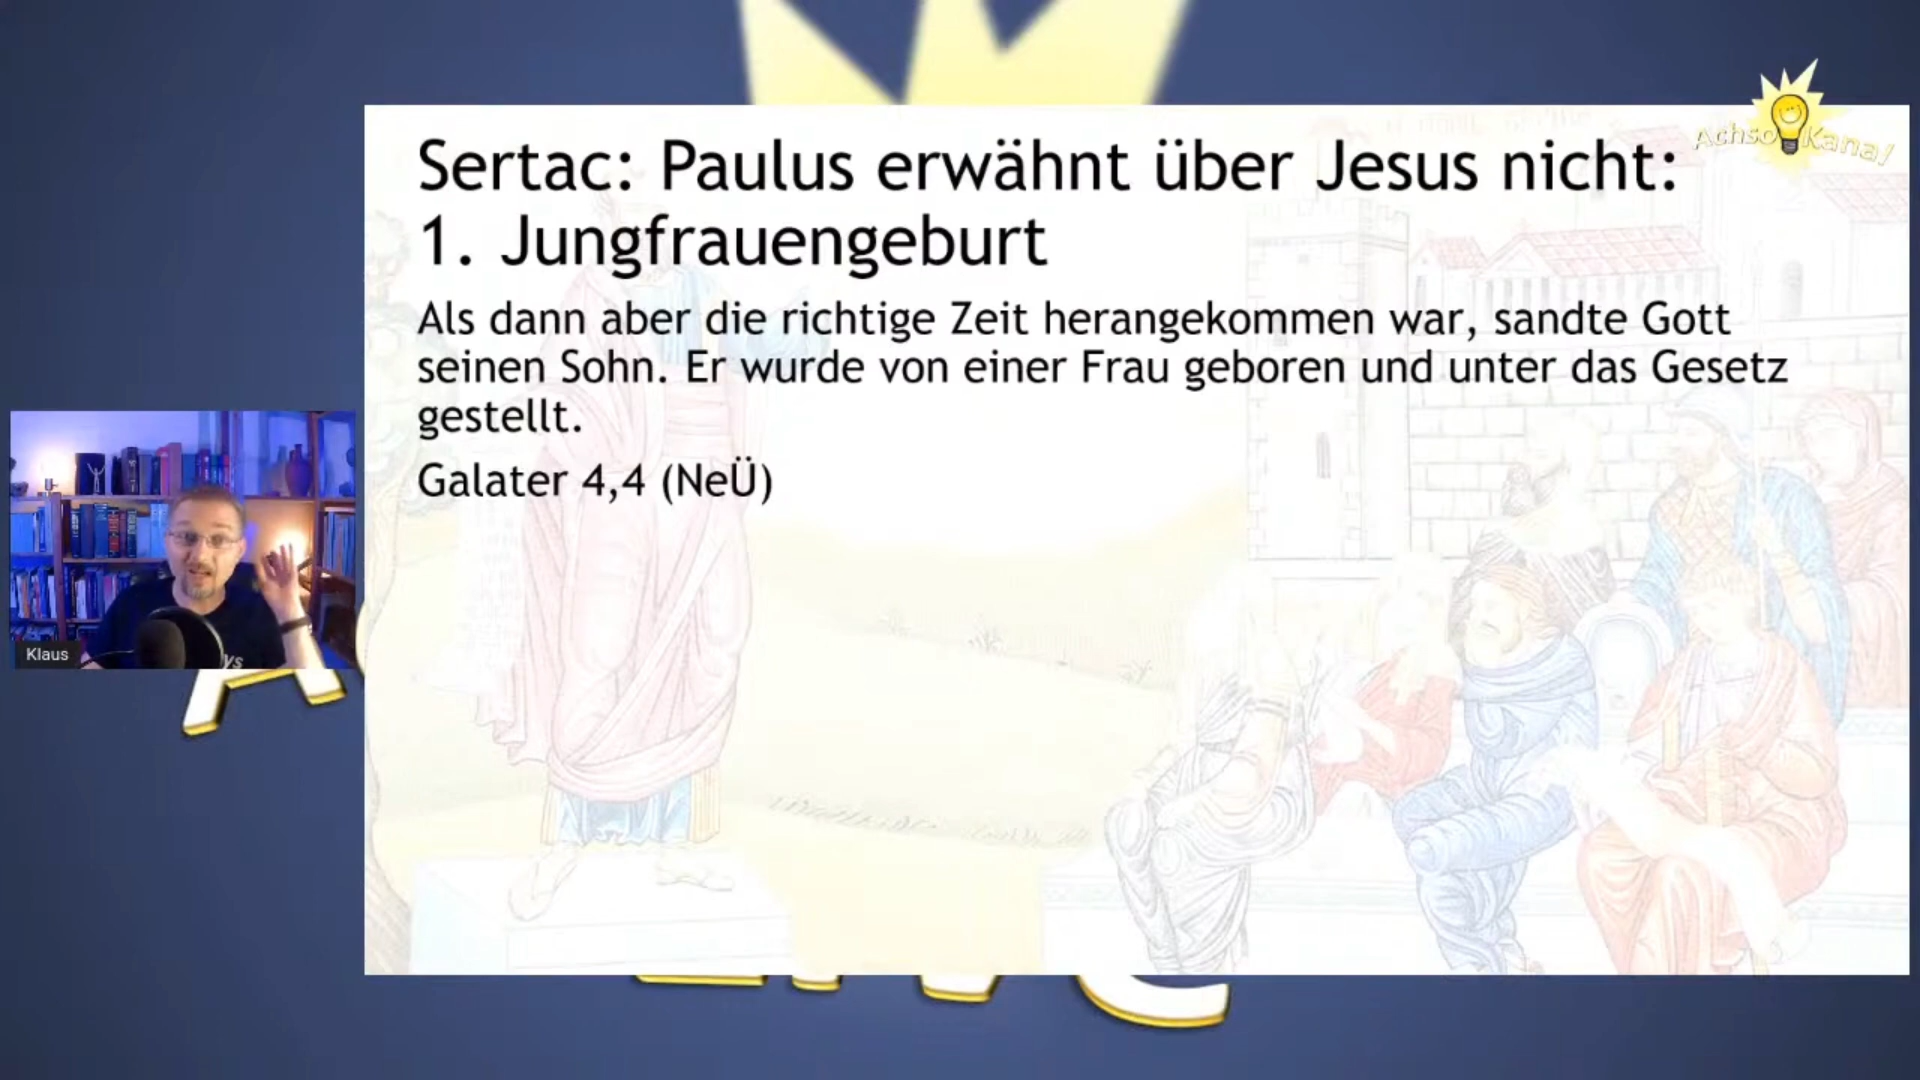 Sertac: Paulus erwähnt über Jesus nicht:
1. Jungfrauengeburt
Als dann aber die richtige Zeit herangekommen war, sandte Gott
seinen Sohn. Er wurde von einer Frau geboren und unter das Gesetz
gestellt.
Galater 4,4 (NeÜ)
Achso Kanal
Klaus